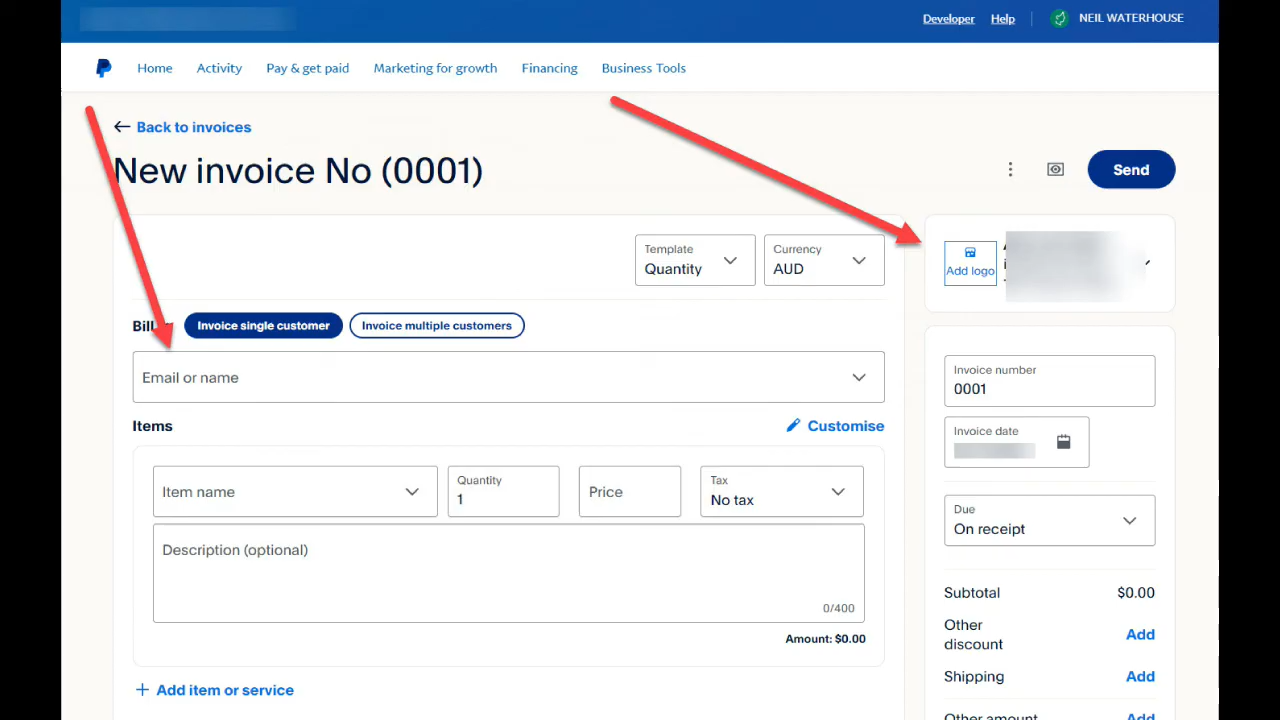 Developer Help NEIL WATERHOUSE
Home Activity Pay & get paid Marketing for growth Financing Business Tools
Back to invoices
New invoice No (0001)
Send
Template
Quantity
Currency
AUD
Add logo
Invoice single customer
Invoice multiple customers
Email or name
Items
Customise
Item name
Quantity
1
Price
Tax
No tax
Description (optional)
0/400
Amount: $0.00
Add item or service
Invoice number
0001
Invoice date
Due
On receipt
Subtotal $0.00
Other
discount
Add
Shipping Add
Other amount Add